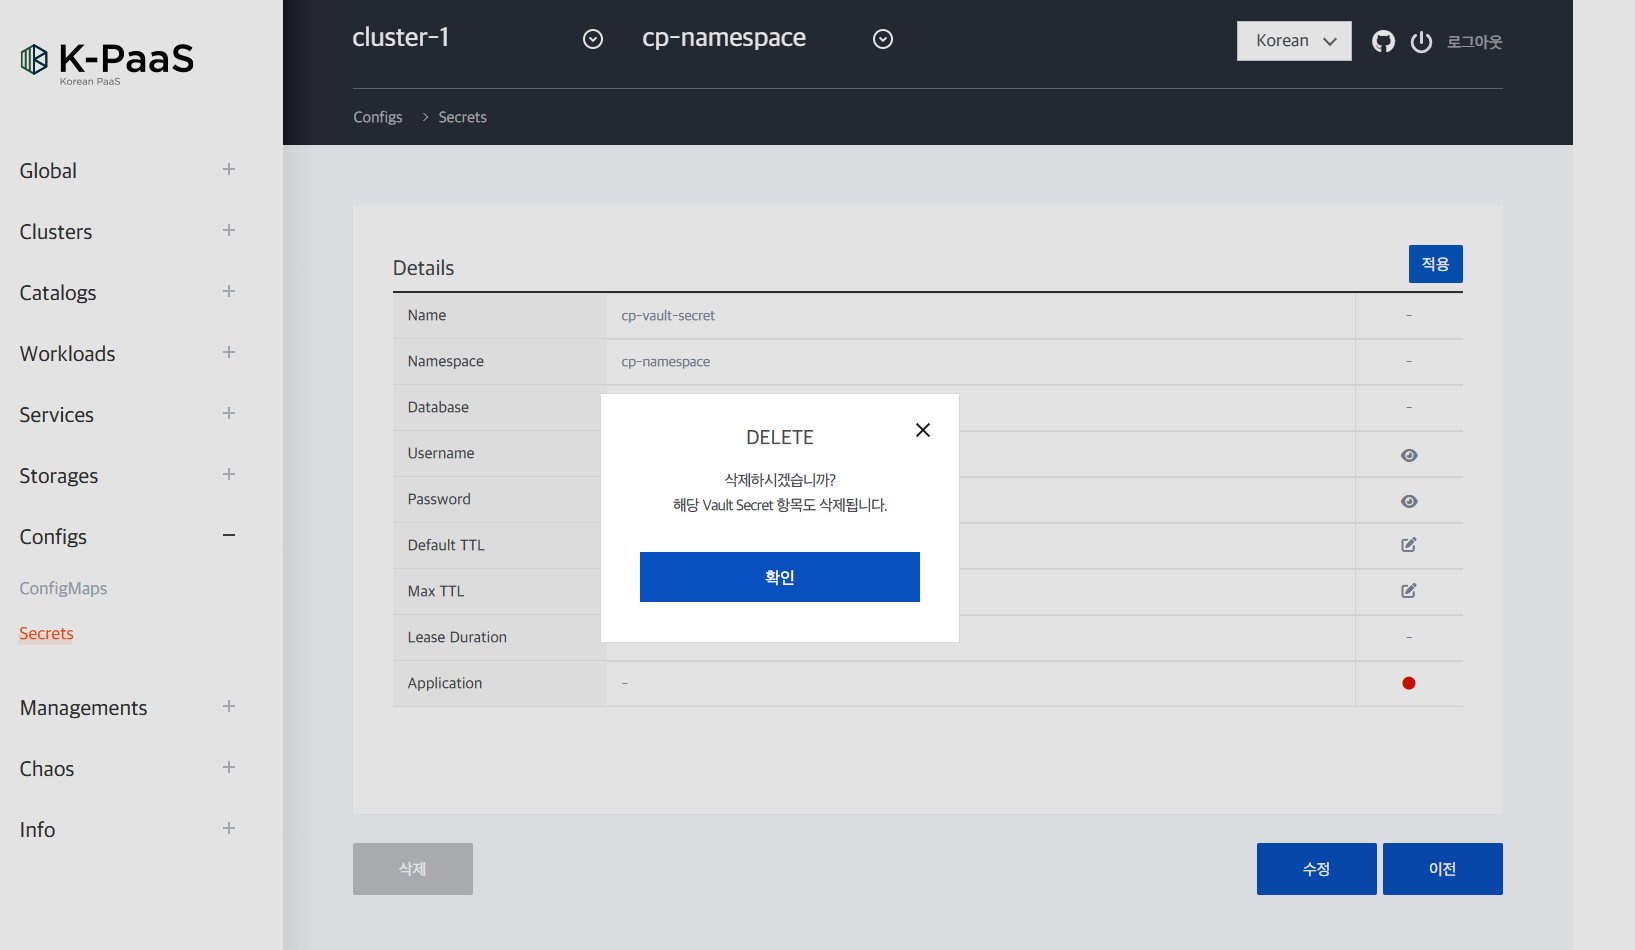 K-PaaS
Korean PaaS
cluster-1
cp-namespace
Korean
로그아웃
Configs > Secrets
Global +
Clusters +
Catalogs +
Workloads +
Services +
Storages +
Configs −
ConfigMaps
Secrets
Managements +
Chaos +
Info +
Details
적용
Name cp-vault-secret -
Namespace cp-namespace -
Database -
Username
Password
Default TTL
Max TTL
Lease Duration -
Application -
DELETE
삭제하시겠습니까?
해당 Vault Secret 항목도 삭제됩니다.
확인
삭제
수정
이전